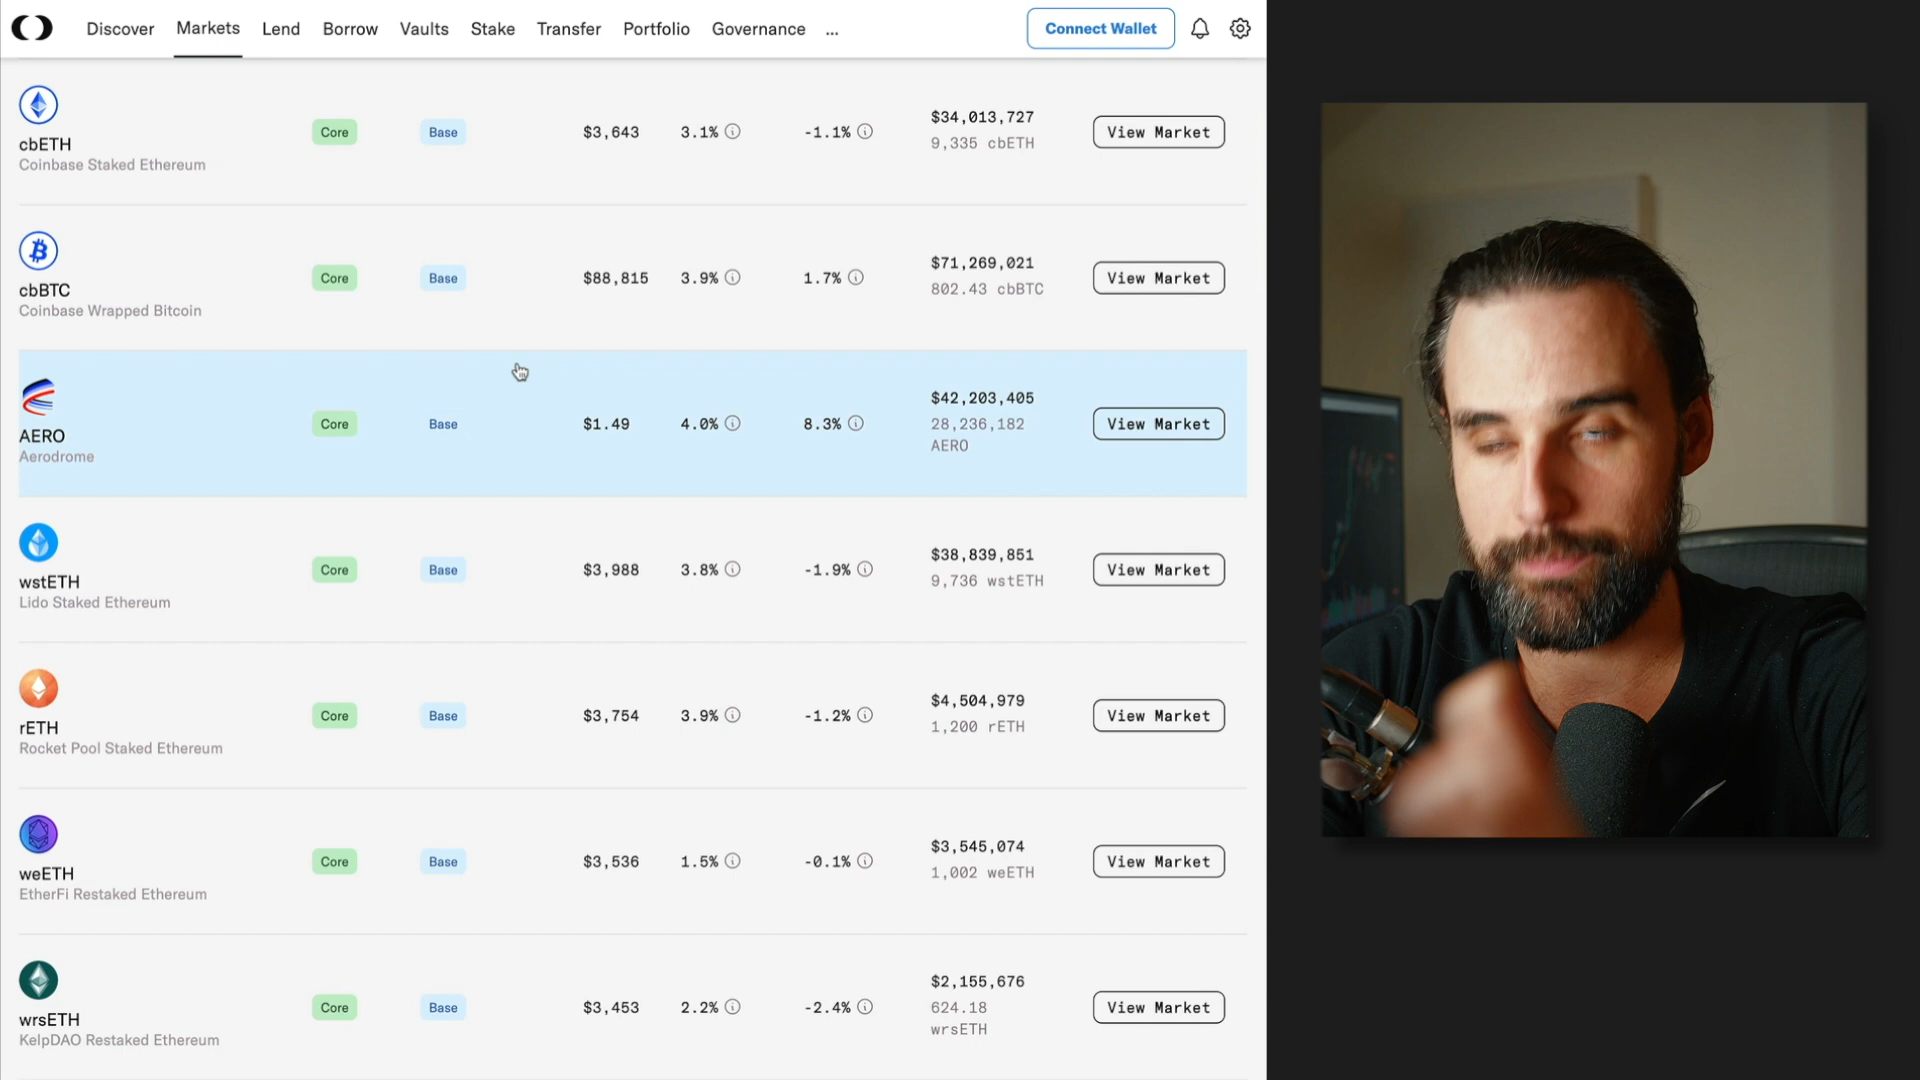 Discover Markets Lend Borrow Vaults Stake Transfer Portfolio Governance ... Connect Wallet
cbETH
Coinbase Staked Ethereum
Core Base $3,643 3.1% -1.1% $34,013,727
9,335 cbETH
View Market
cbBTC
Coinbase Wrapped Bitcoin
Core Base $88,815 3.9% 1.7% $71,269,021
802.43 cbBTC
View Market
AERO
Aerodrome
Core Base $1.49 4.0% 8.3% $42,203,405
28,236,182
AERO
View Market
wstETH
Lido Staked Ethereum
Core Base $3,988 3.8% -1.9% $38,839,851
9,736 wstETH
View Market
rETH
Rocket Pool Staked Ethereum
Core Base $3,754 3.9% -1.2% $4,504,979
1,200 rETH
View Market
weETH
EtherFi Restaked Ethereum
Core Base $3,536 1.5% -0.1% $3,545,074
1,002 weETH
View Market
wrsETH
KelpDAO Restaked Ethereum
Core Base $3,453 2.2% -2.4% $2,155,676
624.18
wrsETH
View Market